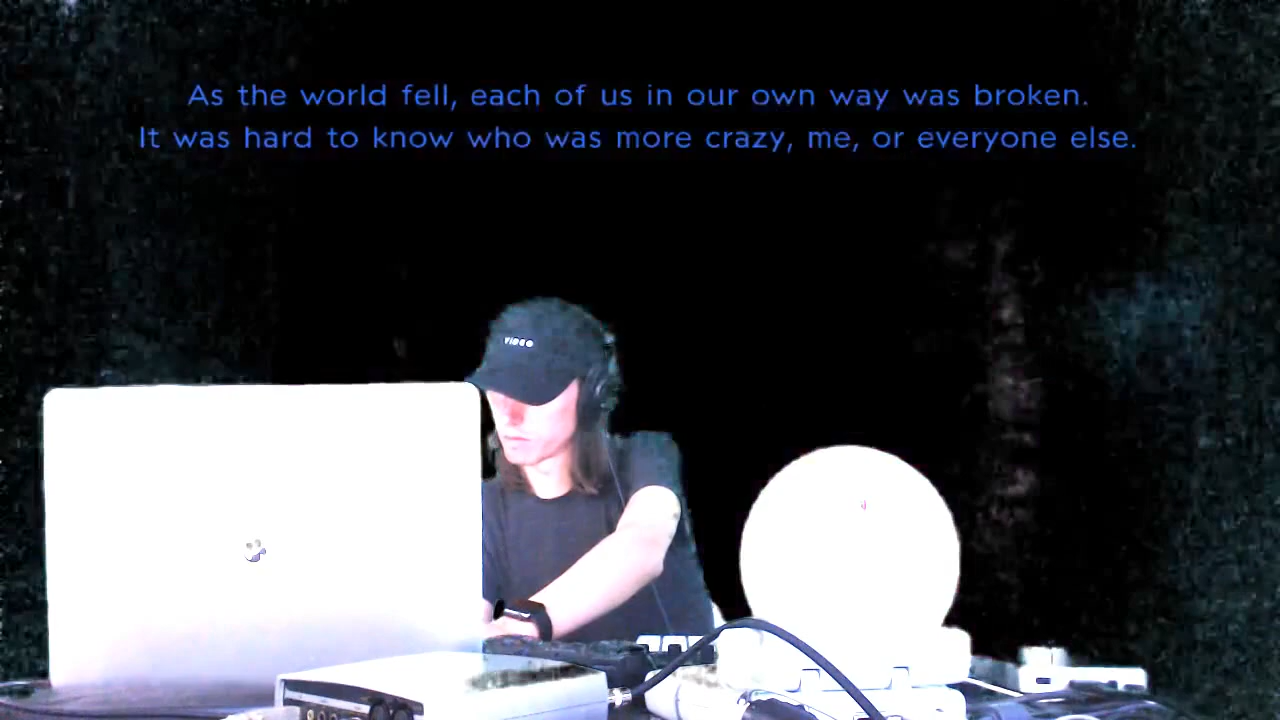 As the world fell, each of us in our own way was broken.
It was hard to know who was more crazy, me, or everyone else.
VIDEO